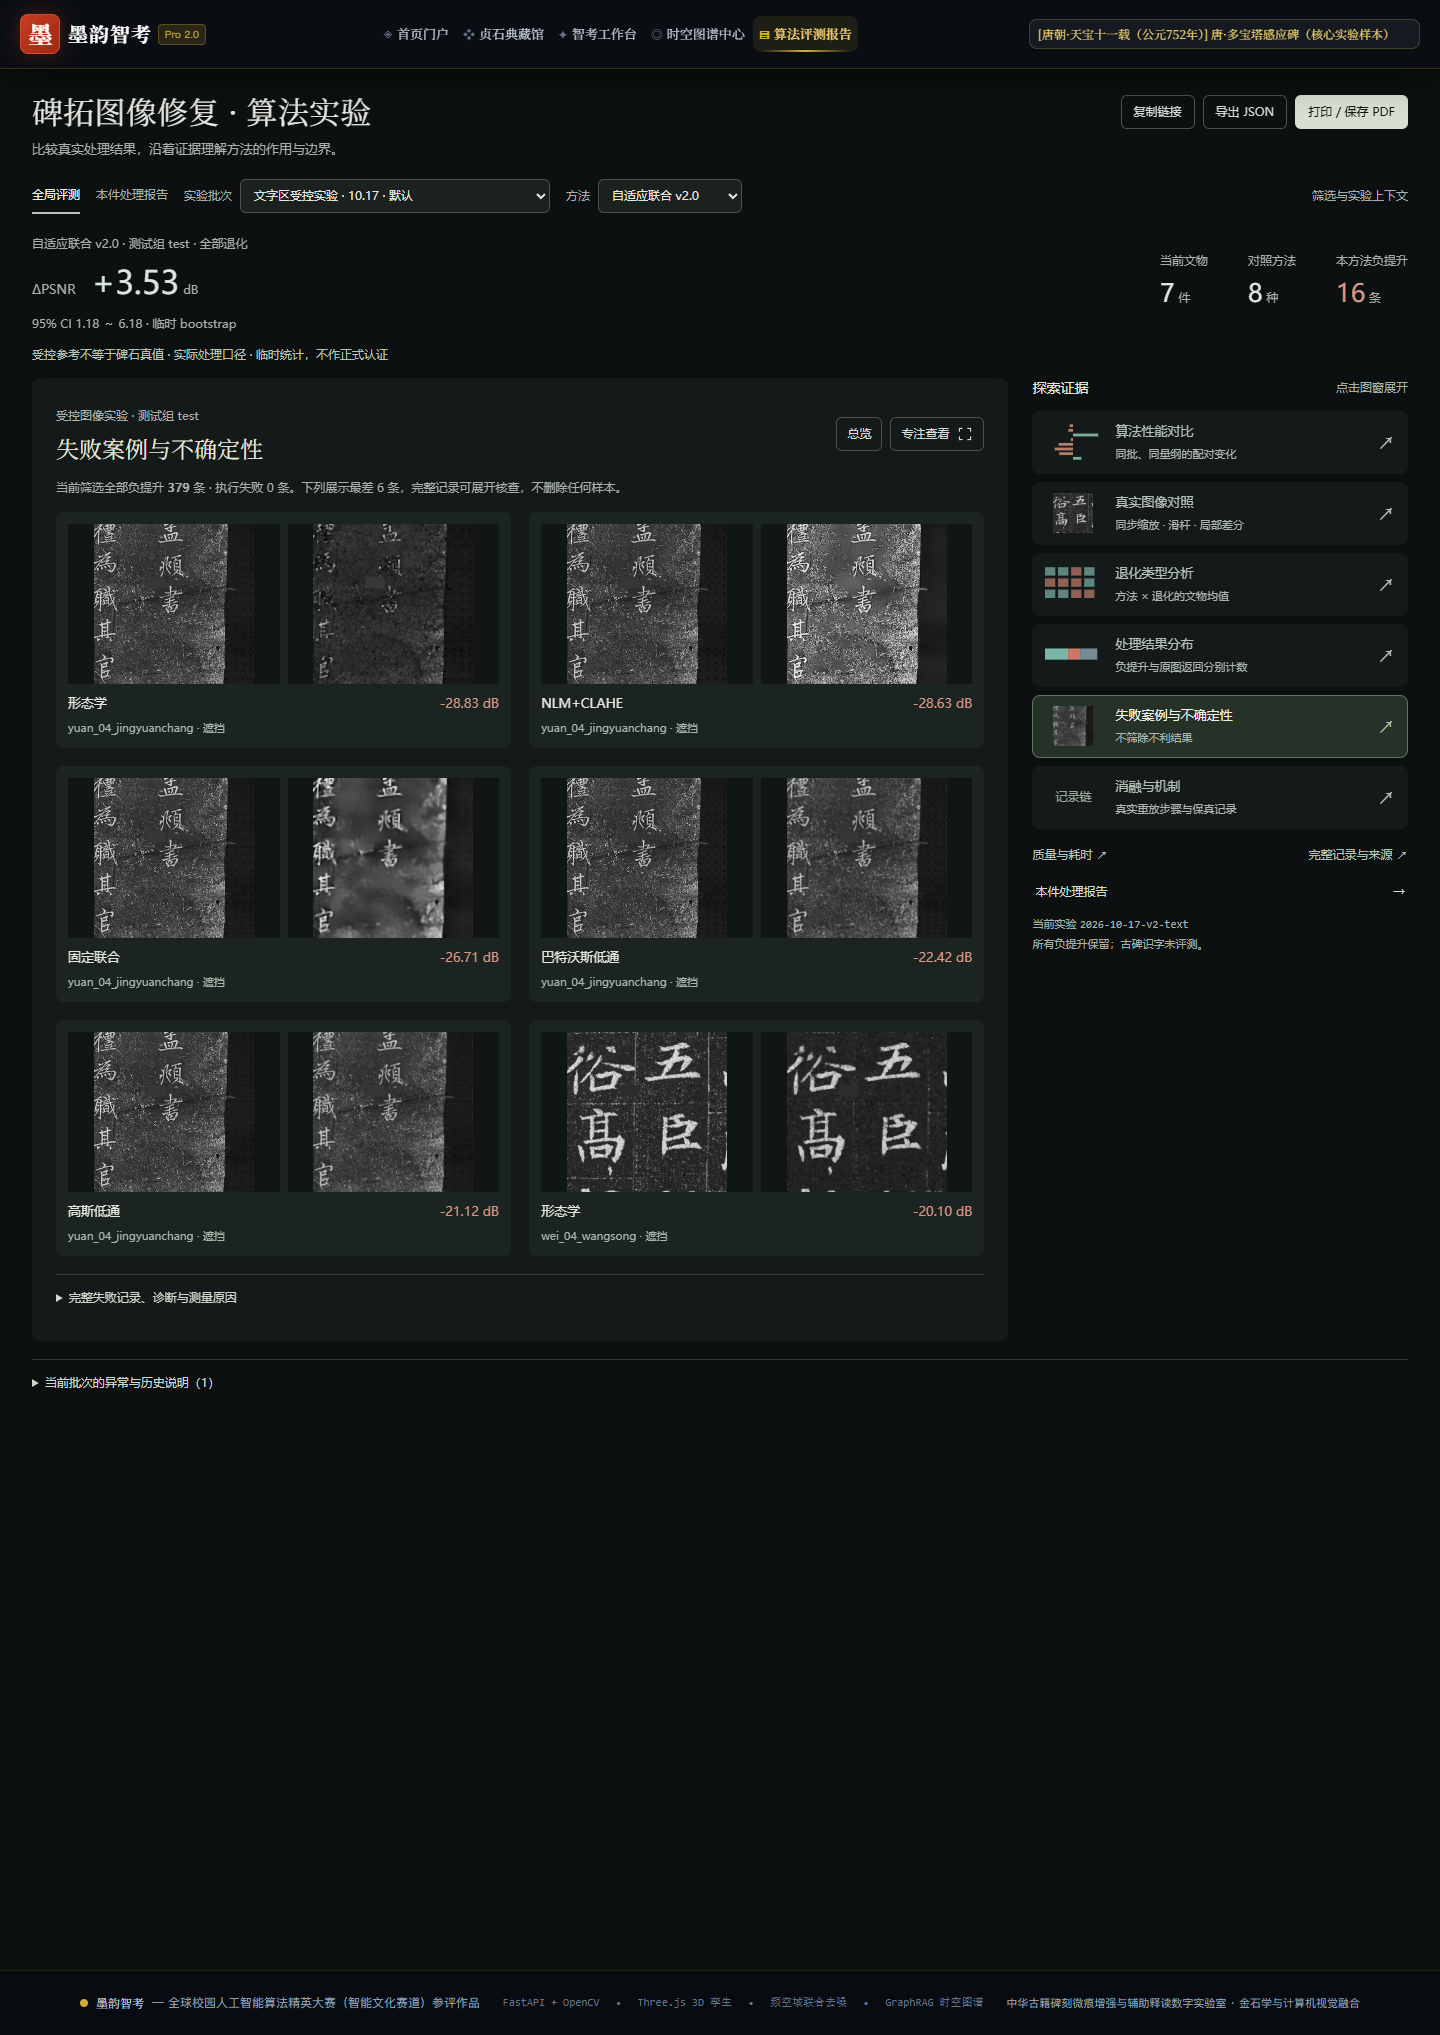 墨 墨韵智考 Pro 2.0
首页门户 贞石典藏馆 智考工作台 时空图谱中心 算法评测报告
[唐朝·天宝十一载（公元752年）] 唐·多宝塔感应碑（核心实验样本）
碑拓图像修复 · 算法实验
比较真实处理结果，沿着证据理解方法的作用与边界。
复制链接 导出 JSON 打印 / 保存 PDF
全局评测 本件处理报告 实验批次 文字区受控实验 · 10.17 · 默认 方法 自适应联合 v2.0 筛选与实验上下文
自适应联合 v2.0 · 测试组 test · 全部退化
ΔPSNR +3.53 dB
95% CI 1.18 ~ 6.18 · 临时 bootstrap
当前文物 对照方法 本方法负提升
7 件 8 种 16 条
受控参考不等于碑石真值 · 实际处理口径 · 临时统计，不作正式认证
受控图像实验 · 测试组 test
失败案例与不确定性
总览 专注查看
当前筛选全部负提升 379 条 · 执行失败 0 条。下列展示最差 6 条，完整记录可展开核查，不删除任何样本。
形态学 -28.83 dB
yuan_04_jingyuanchang · 遮挡
NLM+CLAHE -28.63 dB
yuan_04_jingyuanchang · 遮挡
固定联合 -26.71 dB
yuan_04_jingyuanchang · 遮挡
巴特沃斯低通 -22.42 dB
yuan_04_jingyuanchang · 遮挡
高斯低通 -21.12 dB
yuan_04_jingyuanchang · 遮挡
俗 五
高 臣
形态学 -20.10 dB
wei_04_wangsong · 遮挡
完整失败记录、诊断与测量原因
探索证据 点击图窗展开
算法性能对比
同批、同量纲的配对变化
真实图像对照
同步缩放 · 滑杆 · 局部差分
退化类型分析
方法 × 退化的文物均值
处理结果分布
负提升与原图返回分别计数
失败案例与不确定性
不筛除不利结果
记录链 消融与机制
真实重放步骤与保真记录
质量与耗时 ↗ 完整记录与来源 ↗
本件处理报告 →
当前实验 2026-10-17-v2-text
所有负提升保留；古碑识字未评测。
当前批次的异常与历史说明（1）
墨韵智考 — 全球校园人工智能算法精英大赛（智能文化赛道）参评作品 FastAPI + OpenCV • Three.js 3D 孪生 • 频空域联合去噪 • GraphRAG 时空图谱 中华古籍碑刻微痕增强与辅助释读数字实验室 · 金石学与计算机视觉融合